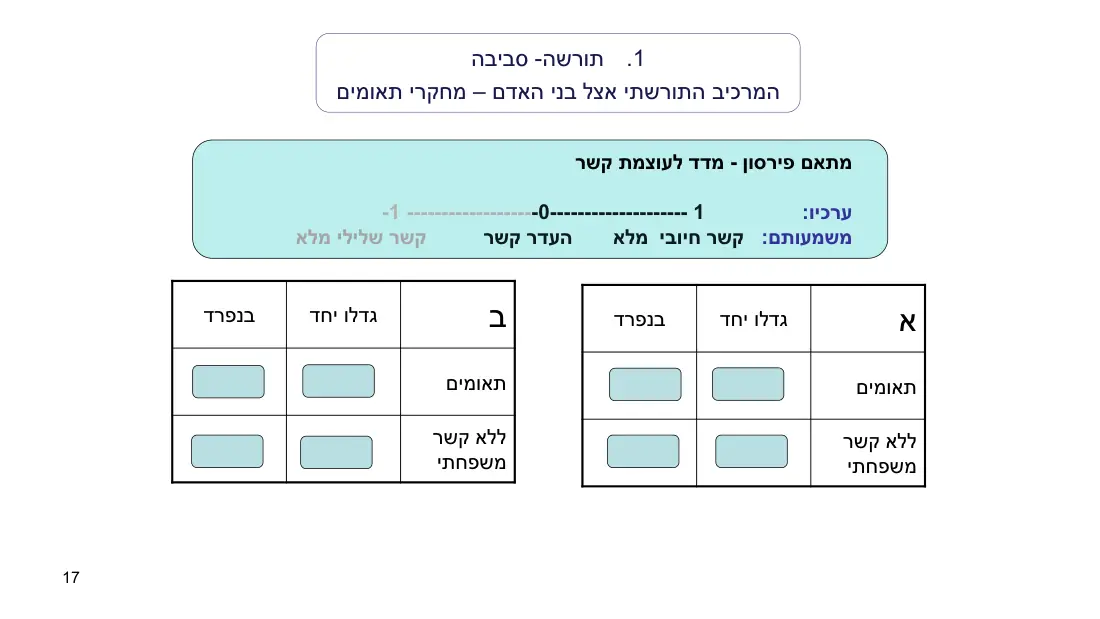 1. תורשה- סביבה
המרכיב התורשתי אצל בני האדם – מחקרי תאומים
מתאם פירסון - מדד לעוצמת קשר
ערכיו: 1 --------------------0------------------- 1-
משמעותם: קשר חיובי מלא העדר קשר קשר שלילי מלא
א גדלו יחד בנפרד
תאומים
ללא קשר
משפחתי
ב גדלו יחד בנפרד
תאומים
ללא קשר
משפחתי
17